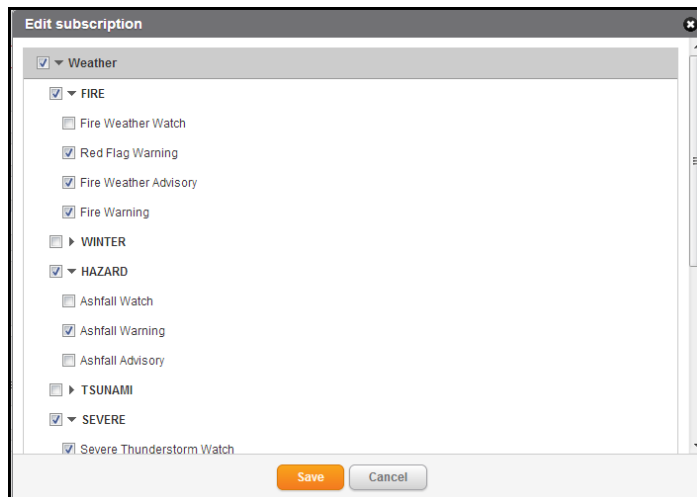 Edit subscription
Weather
FIRE
Fire Weather Watch
Red Flag Warning
Fire Weather Advisory
Fire Warning
WINTER
HAZARD
Ashfall Watch
Ashfall Warning
Ashfall Advisory
TSUNAMI
SEVERE
Severe Thunderstorm Watch
Save Cancel